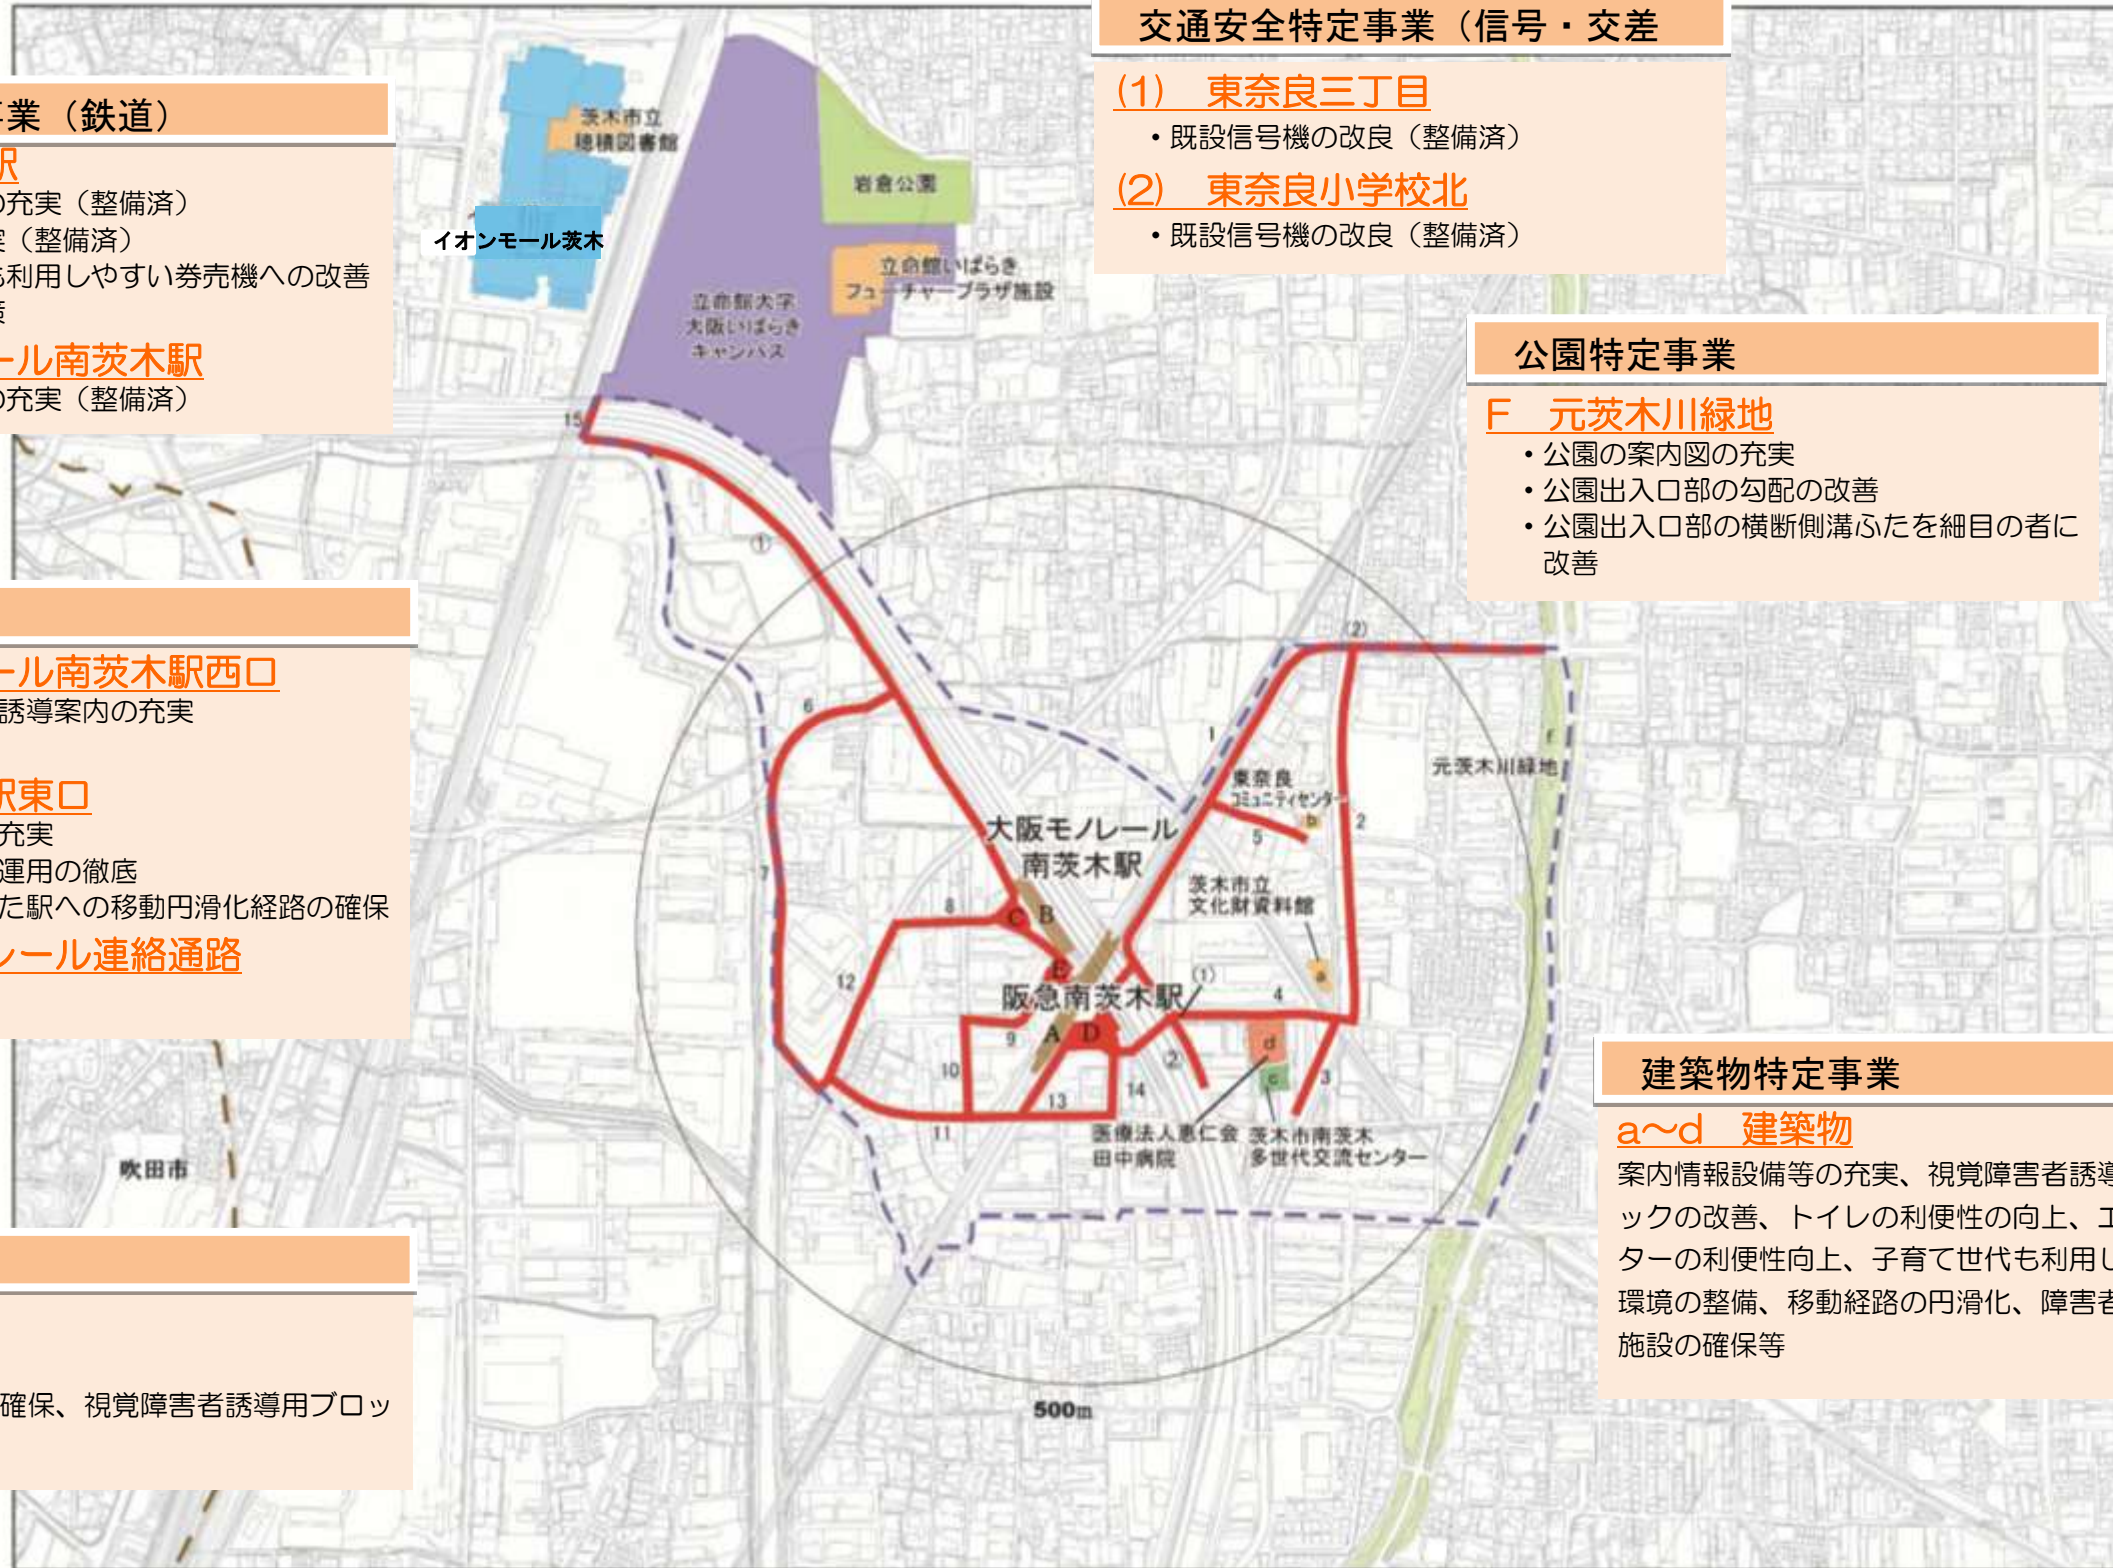 交通安全特定事業（信号・交差
(1)　東奈良三丁目
・既設信号機の改良（整備済）
(2)　東奈良小学校北
・既設信号機の改良（整備済）
業（鉄道）
駅
の充実（整備済）
実（整備済）
も利用しやすい券売機への改善
策
ール南茨木駅
の充実（整備済）
公園特定事業
F　元茨木川緑地
・公園の案内図の充実
・公園出入口部の勾配の改善
・公園出入口部の横断側溝ふたを細目の者に
改善
ール南茨木駅西口
誘導案内の充実
駅東口
充実
運用の徹底
た駅への移動円滑化経路の確保
レール連絡通路
確保、視覚障害者誘導用ブロッ
建築物特定事業
a～d　建築物
案内情報設備等の充実、視覚障害者誘導
ックの改善、トイレの利便性の向上、エ
ターの利便性向上、子育て世代も利用し
環境の整備、移動経路の円滑化、障害者
施設の確保等
茨木市立
穂積図書館
イオンモール茨木
岩倉公園
立命館いばらき
フューチャープラザ施設
立命館大学
大阪いばらき
キャンパス
15
①
(2)
6
1
元茨木川緑地
f
東奈良
コミュニティセンター
b
5
2
大阪モノレール
南茨木駅
7
茨木市立
文化財資料館
8
C
B
E
a
12
(1)
4
阪急南茨木駅
9
A
D
d
②
c
3
10
14
13
11
医療法人恵仁会
田中病院
茨木市南茨木
多世代交流センター
吹田市
500m